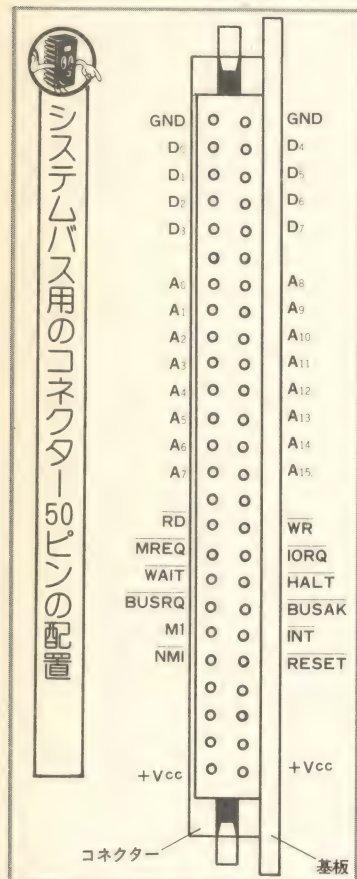 システムバス用のコネクター50ピンの配置
GND GND
D0 D4
D1 D5
D2 D6
D3 D7
A0 A8
A1 A9
A2 A10
A3 A11
A4 A12
A5 A13
A6 A14
A7 A15
RD WR
MREQ IORQ
WAIT HALT
BUSRQ BUSAK
M1 INT
NMI RESET
+Vcc +Vcc
コネクター 基板